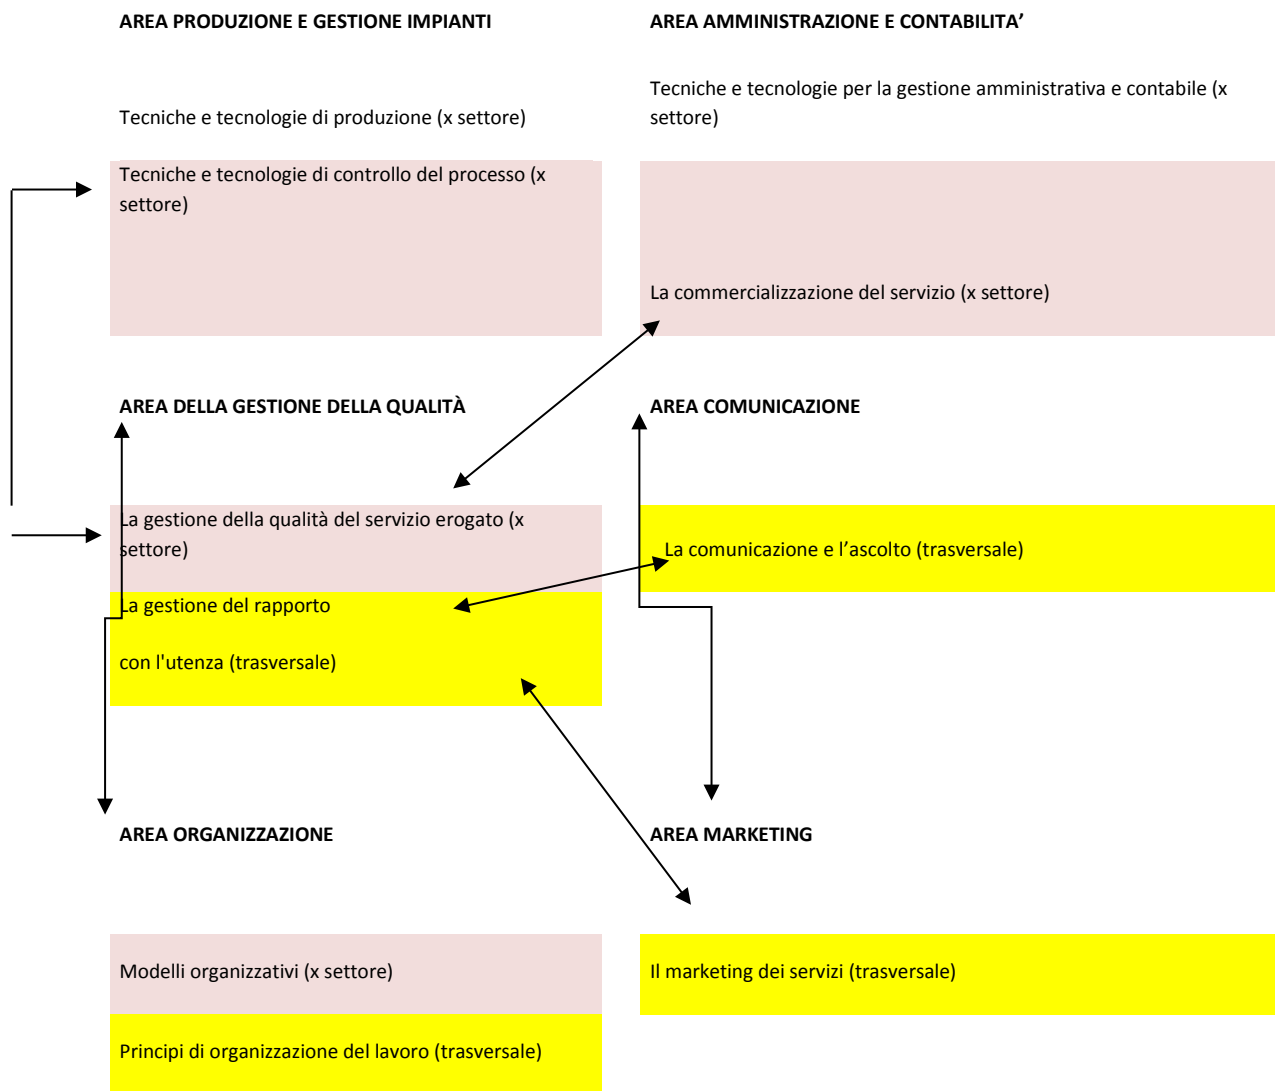 AREA PRODUZIONE E GESTIONE IMPIANTI
AREA AMMINISTRAZIONE E CONTABILITA’
Tecniche e tecnologie di produzione (x settore)
Tecniche e tecnologie per la gestione amministrativa e contabile (x
settore)
Tecniche e tecnologie di controllo del processo (x
settore)
La commercializzazione del servizio (x settore)
AREA DELLA GESTIONE DELLA QUALITÀ
AREA COMUNICAZIONE
La gestione della qualità del servizio erogato (x
settore)
La comunicazione e l’ascolto (trasversale)
La gestione del rapporto
con l'utenza (trasversale)
AREA ORGANIZZAZIONE
AREA MARKETING
Modelli organizzativi (x settore)
Il marketing dei servizi (trasversale)
Principi di organizzazione del lavoro (trasversale)